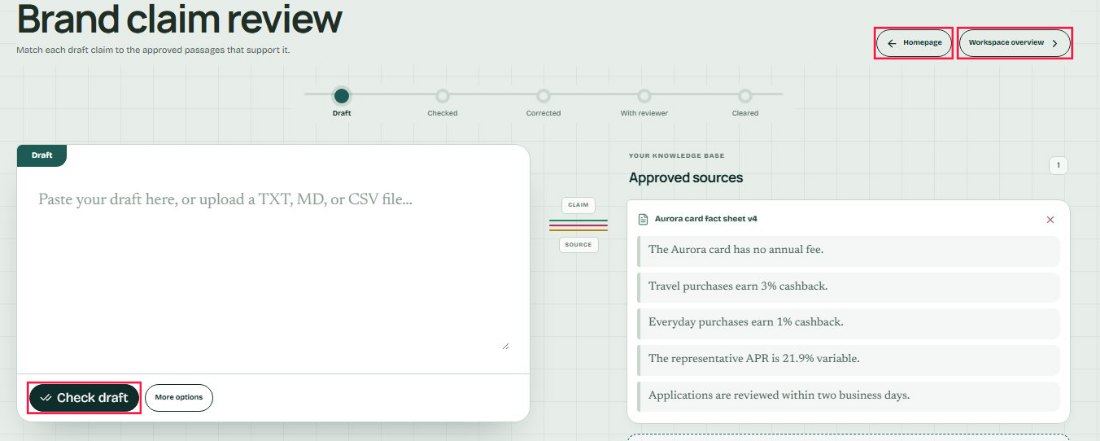 Brand claim review
Match each draft claim to the approved passages that support it.
Homepage
Workspace overview
Draft
Checked
Corrected
With reviewer
Cleared
Draft
Paste your draft here, or upload a TXT, MD, or CSV file...
Check draft
More options
CLAIM
SOURCE
YOUR KNOWLEDGE BASE
Approved sources
1
Aurora card fact sheet v4
The Aurora card has no annual fee.
Travel purchases earn 3% cashback.
Everyday purchases earn 1% cashback.
The representative APR is 21.9% variable.
Applications are reviewed within two business days.